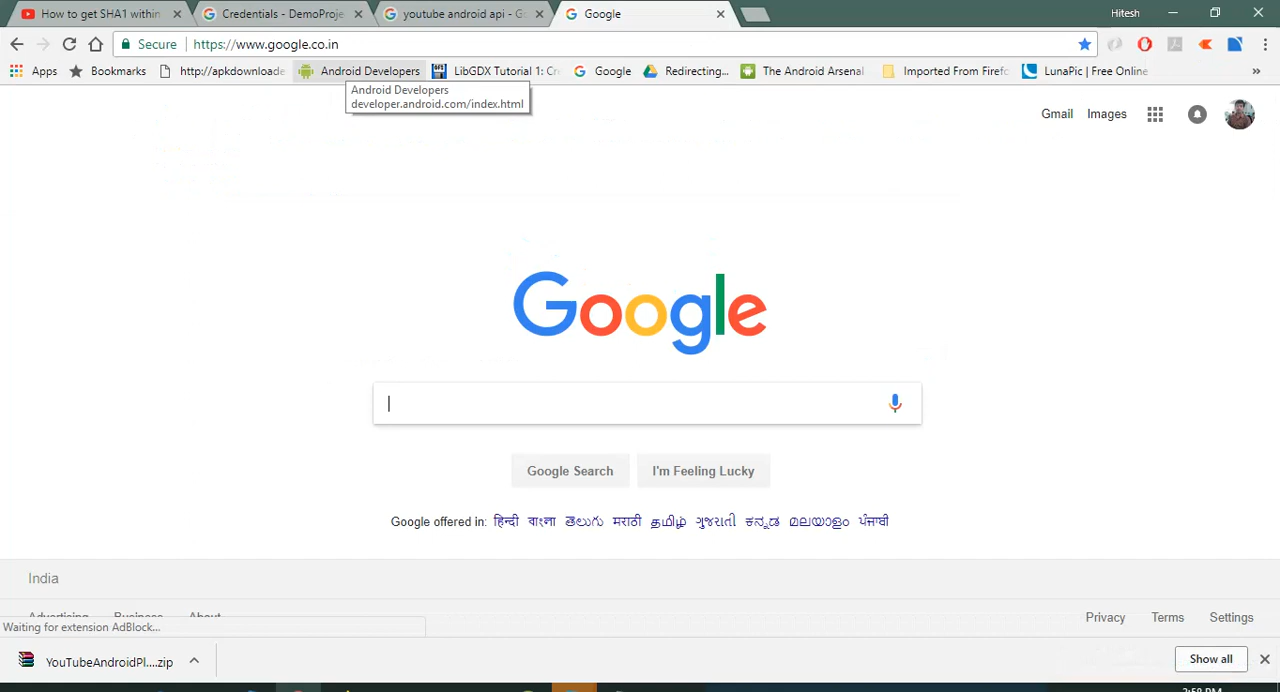 How to get SHA1 within
Credentials - DemoProje
youtube android api - Go
Google
Hitesh
Secure
https://www.google.co.in
Apps
Bookmarks
http://apkdownloade
Android Developers
LibGDX Tutorial 1: Cr
Google
Redirecting...
The Android Arsenal
Imported From Firefo
LunaPic | Free Online
»
Android Developers
developer.android.com/index.html
Gmail
Images
Google
Google Search
I'm Feeling Lucky
Google offered in: हिन्दी বাংলা తెలుగు मराठी தமிழ் ગુજરાતી ಕನ್ನಡ മലയാളം ਪੰਜਾਬੀ
India
Advertising Business About
Privacy Terms Settings
Waiting for extension AdBlock...
YouTubeAndroidPl....zip
Show all
2:58 PM